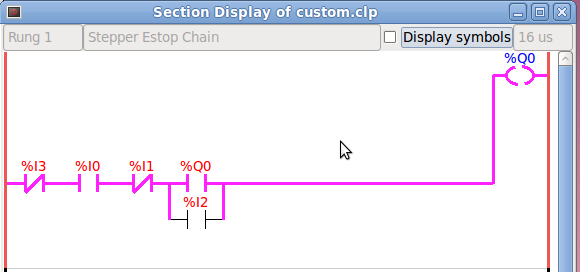 Section Display of custom.clp
Rung 1 Stepper Estop Chain Display symbols 16 us
%Q0
%I3 %I0 %I1 %Q0
%I2